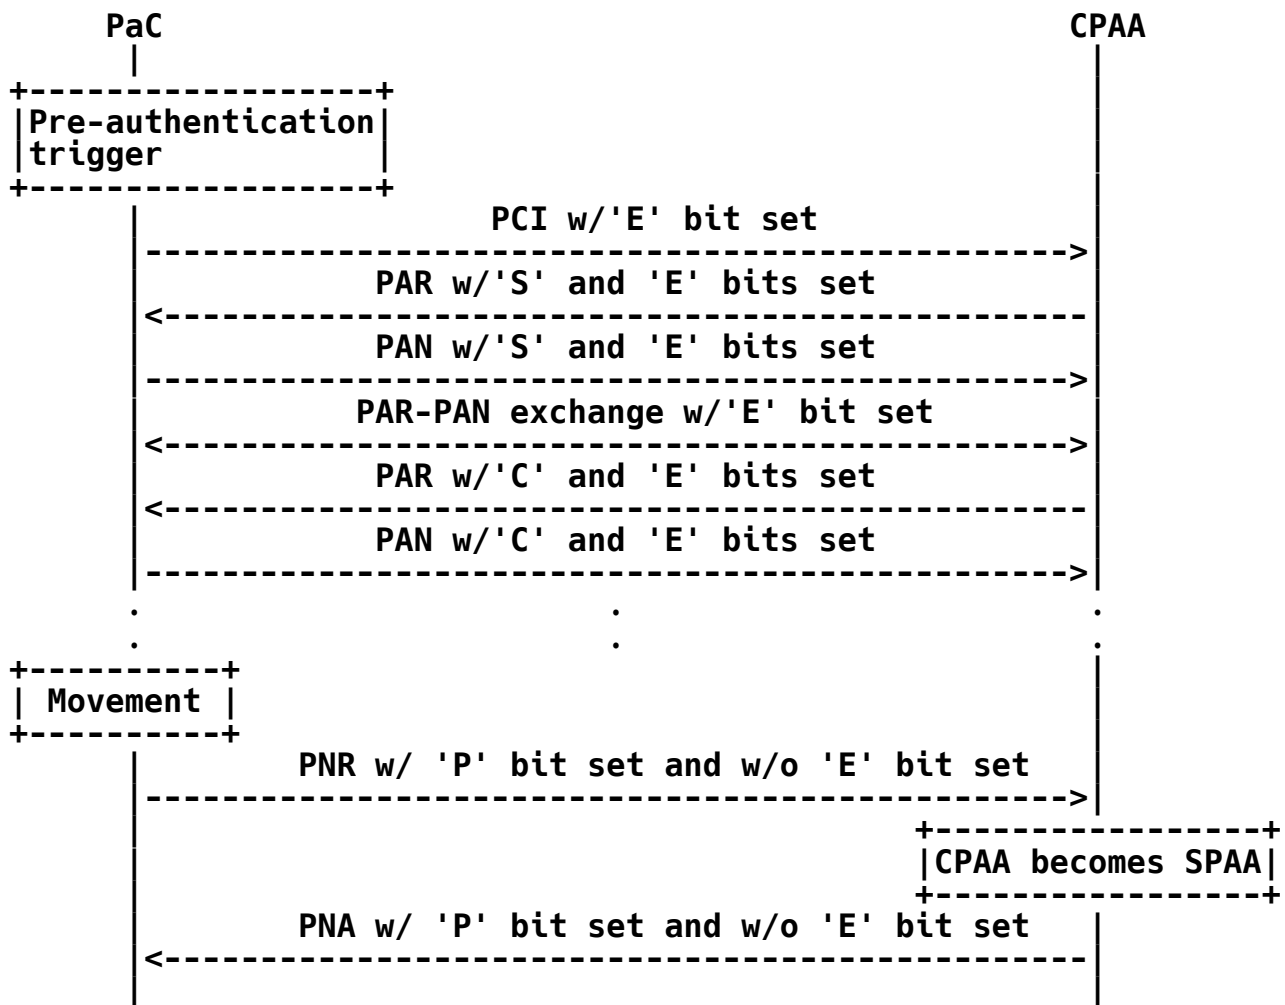 PaC CPAA
Pre-authentication
trigger
PCI w/'E' bit set
PAR w/'S' and 'E' bits set
PAN w/'S' and 'E' bits set
PAR-PAN exchange w/'E' bit set
PAR w/'C' and 'E' bits set
PAN w/'C' and 'E' bits set
Movement
PNR w/ 'P' bit set and w/o 'E' bit set
CPAA becomes SPAA
PNA w/ 'P' bit set and w/o 'E' bit set